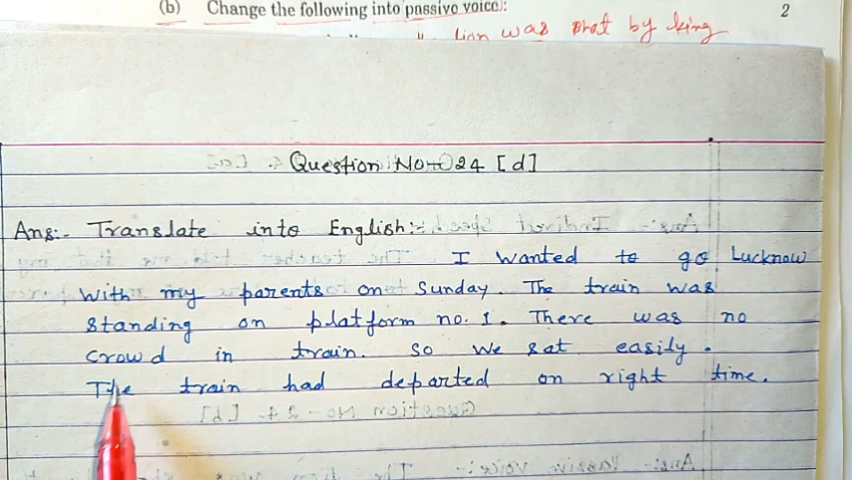 (b) Change the following into passive voice:
2
lion was shot by king
Question No-24 [d]
Ans:- Translate into English:-
I wanted to go Lucknow
with my parents on Sunday. The train was
standing on platform no. 1. There was no
crowd in train. So we sat easily.
The train had departed on right time.